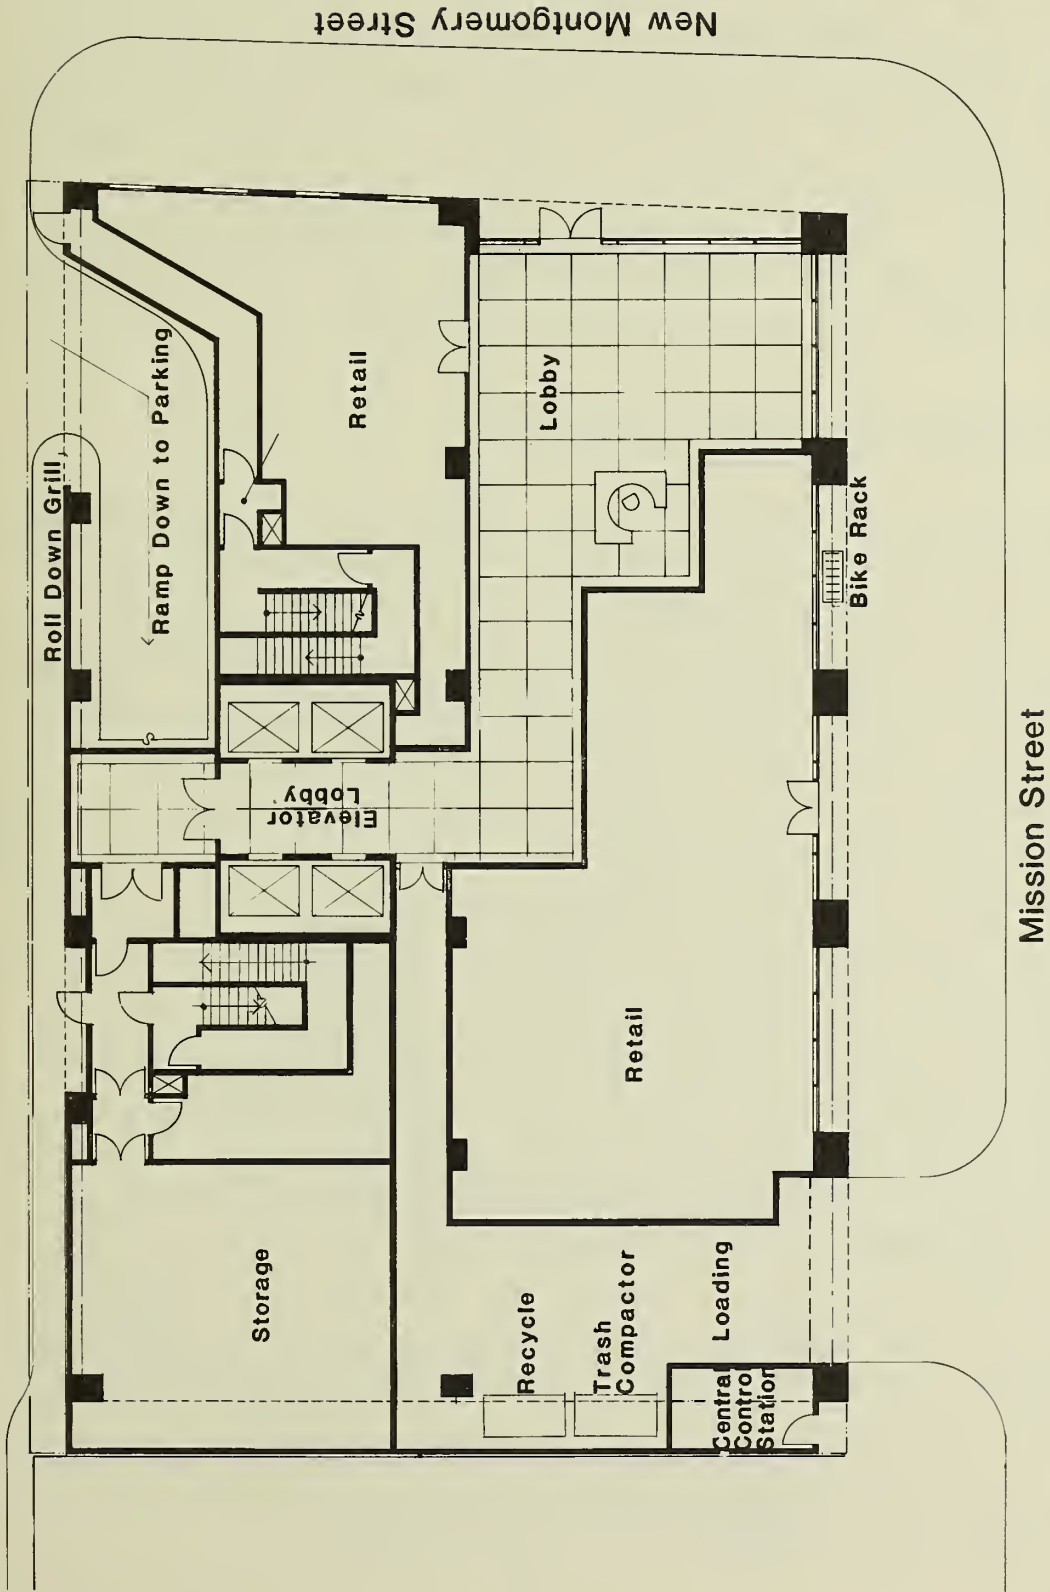 New Montgomery Street
Roll Down Grill
Ramp Down to Parking
Retail
Lobby
Bike Rack
Elevator
Lobby
Retail
Mission Street
Storage
Recycle
Trash
Compactor
Loading
Central
Control
Station